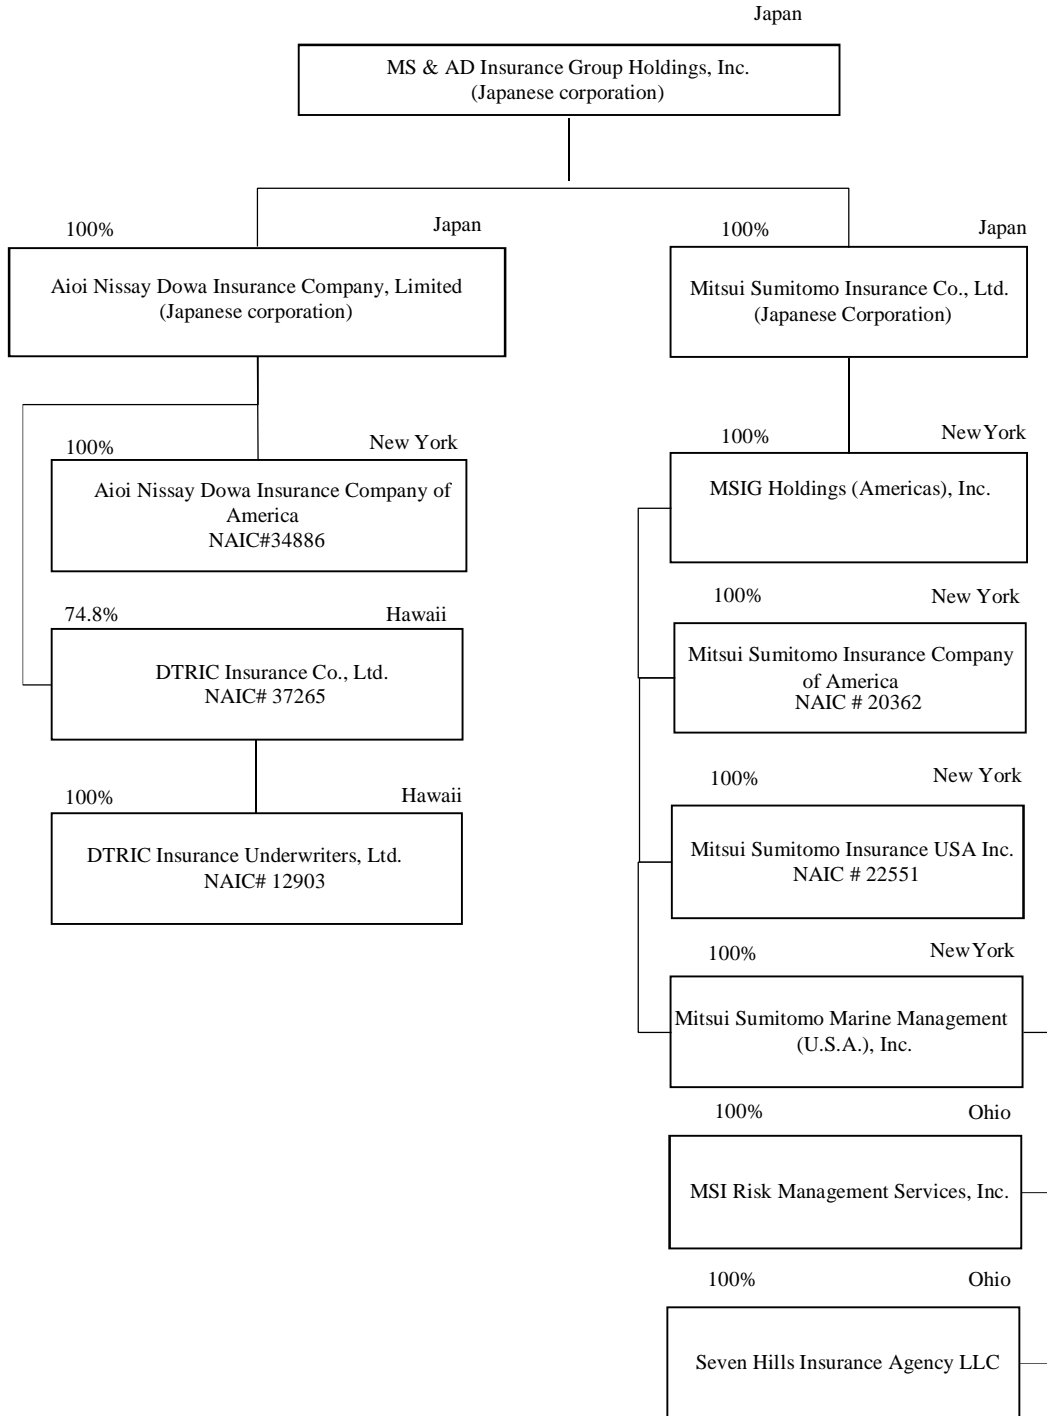 Japan
MS & AD Insurance Group Holdings, Inc.
(Japanese corporation)
100%
Japan
Aioi Nissay Dowa Insurance Company, Limited
(Japanese corporation)
100%
Japan
Mitsui Sumitomo Insurance Co., Ltd.
(Japanese Corporation)
100%
New York
Aioi Nissay Dowa Insurance Company of
America
NAIC#34886
74.8%
Hawaii
DTRIC Insurance Co., Ltd.
NAIC# 37265
100%
Hawaii
DTRIC Insurance Underwriters, Ltd.
NAIC# 12903
100%
New York
MSIG Holdings (Americas), Inc.
100%
New York
Mitsui Sumitomo Insurance Company
of America
NAIC # 20362
100%
New York
Mitsui Sumitomo Insurance USA Inc.
NAIC # 22551
100%
New York
Mitsui Sumitomo Marine Management
(U.S.A.), Inc.
100%
Ohio
MSI Risk Management Services, Inc.
100%
Ohio
Seven Hills Insurance Agency LLC